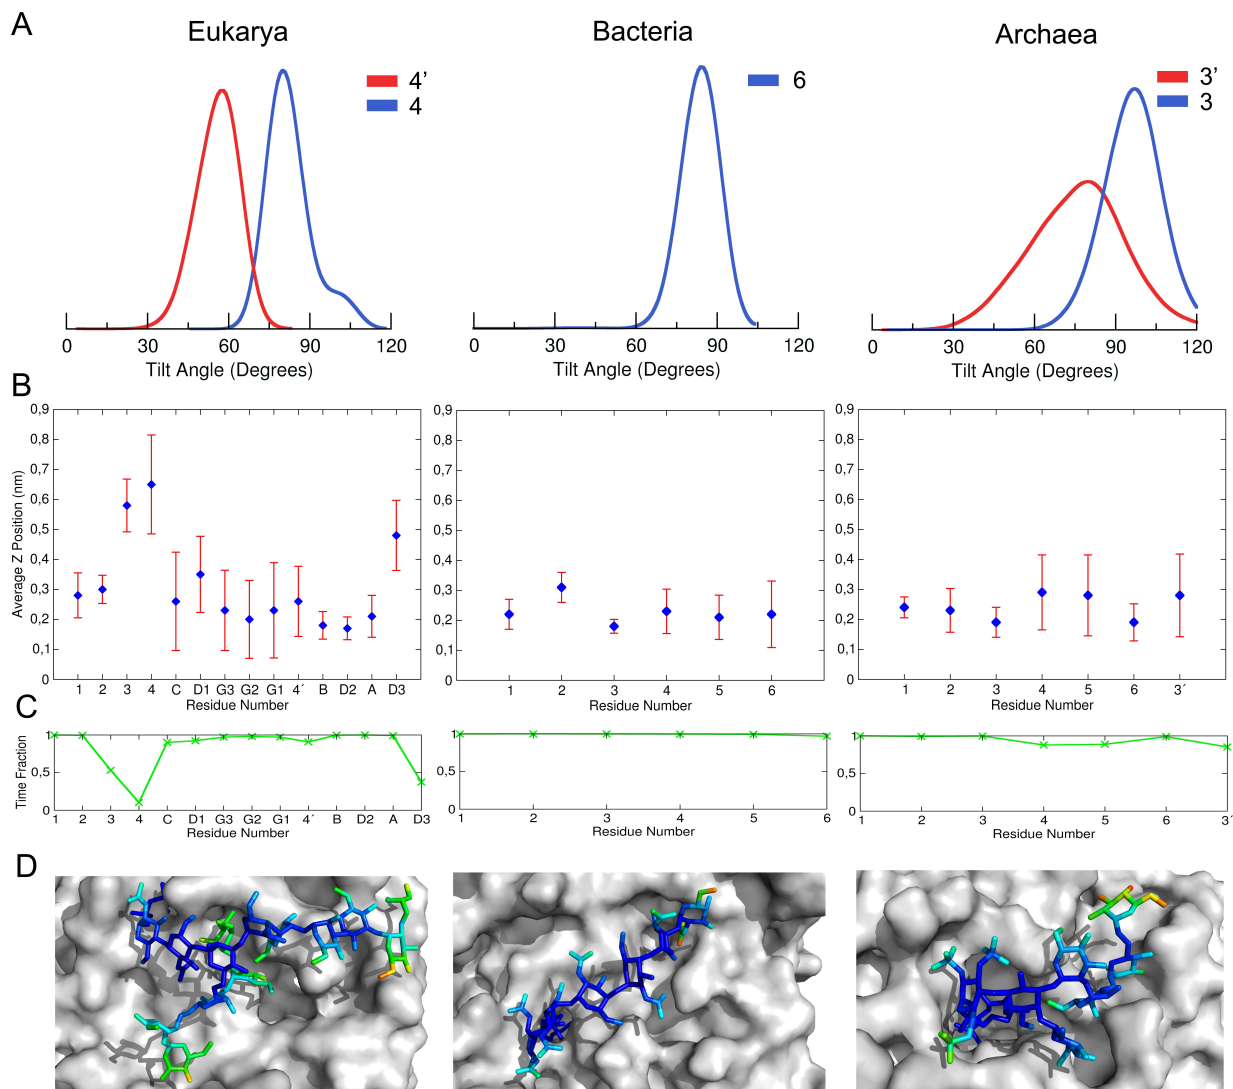 A
Eukarya
Bacteria
Archaea
4’
4
6
3’
3
0 30 60 90 120
0 30 60 90 120
0 30 60 90 120
Tilt Angle (Degrees)
Tilt Angle (Degrees)
Tilt Angle (Degrees)
B
Average Z Position (nm)
0,9
0,8
0,7
0,6
0,5
0,4
0,3
0,2
0,1
0
1 2 3 4 C D1 G3 G2 G1 4´ B D2 A D3
Residue Number
0,9
0,8
0,7
0,6
0,5
0,4
0,3
0,2
0,1
0
1 2 3 4 5 6
Residue Number
0,9
0,8
0,7
0,6
0,5
0,4
0,3
0,2
0,1
0
1 2 3 4 5 6 3´
Residue Number
C
Time Fraction
1
0,5
0
1 2 3 4 C D1 G3 G2 G1 4´ B D2 A D3
Residue Number
1
0,5
0
1 2 3 4 5 6
Residue Number
1
0,5
0
1 2 3 4 5 6 3´
Residue Number
D